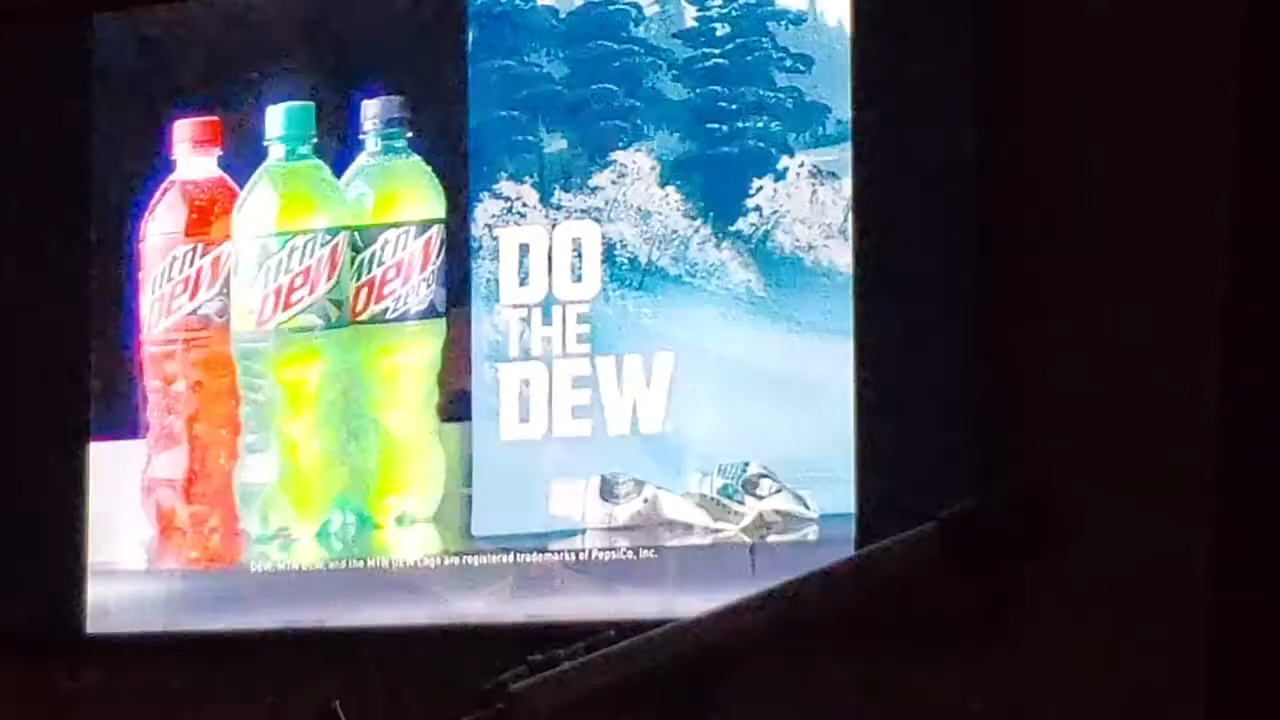 mtn
DEW
mtn
DEW
mtn
DEW
zero
DO
THE
DEW
DEW, MTN DEW, and the MTN DEW Logo are registered trademarks of PepsiCo, Inc.